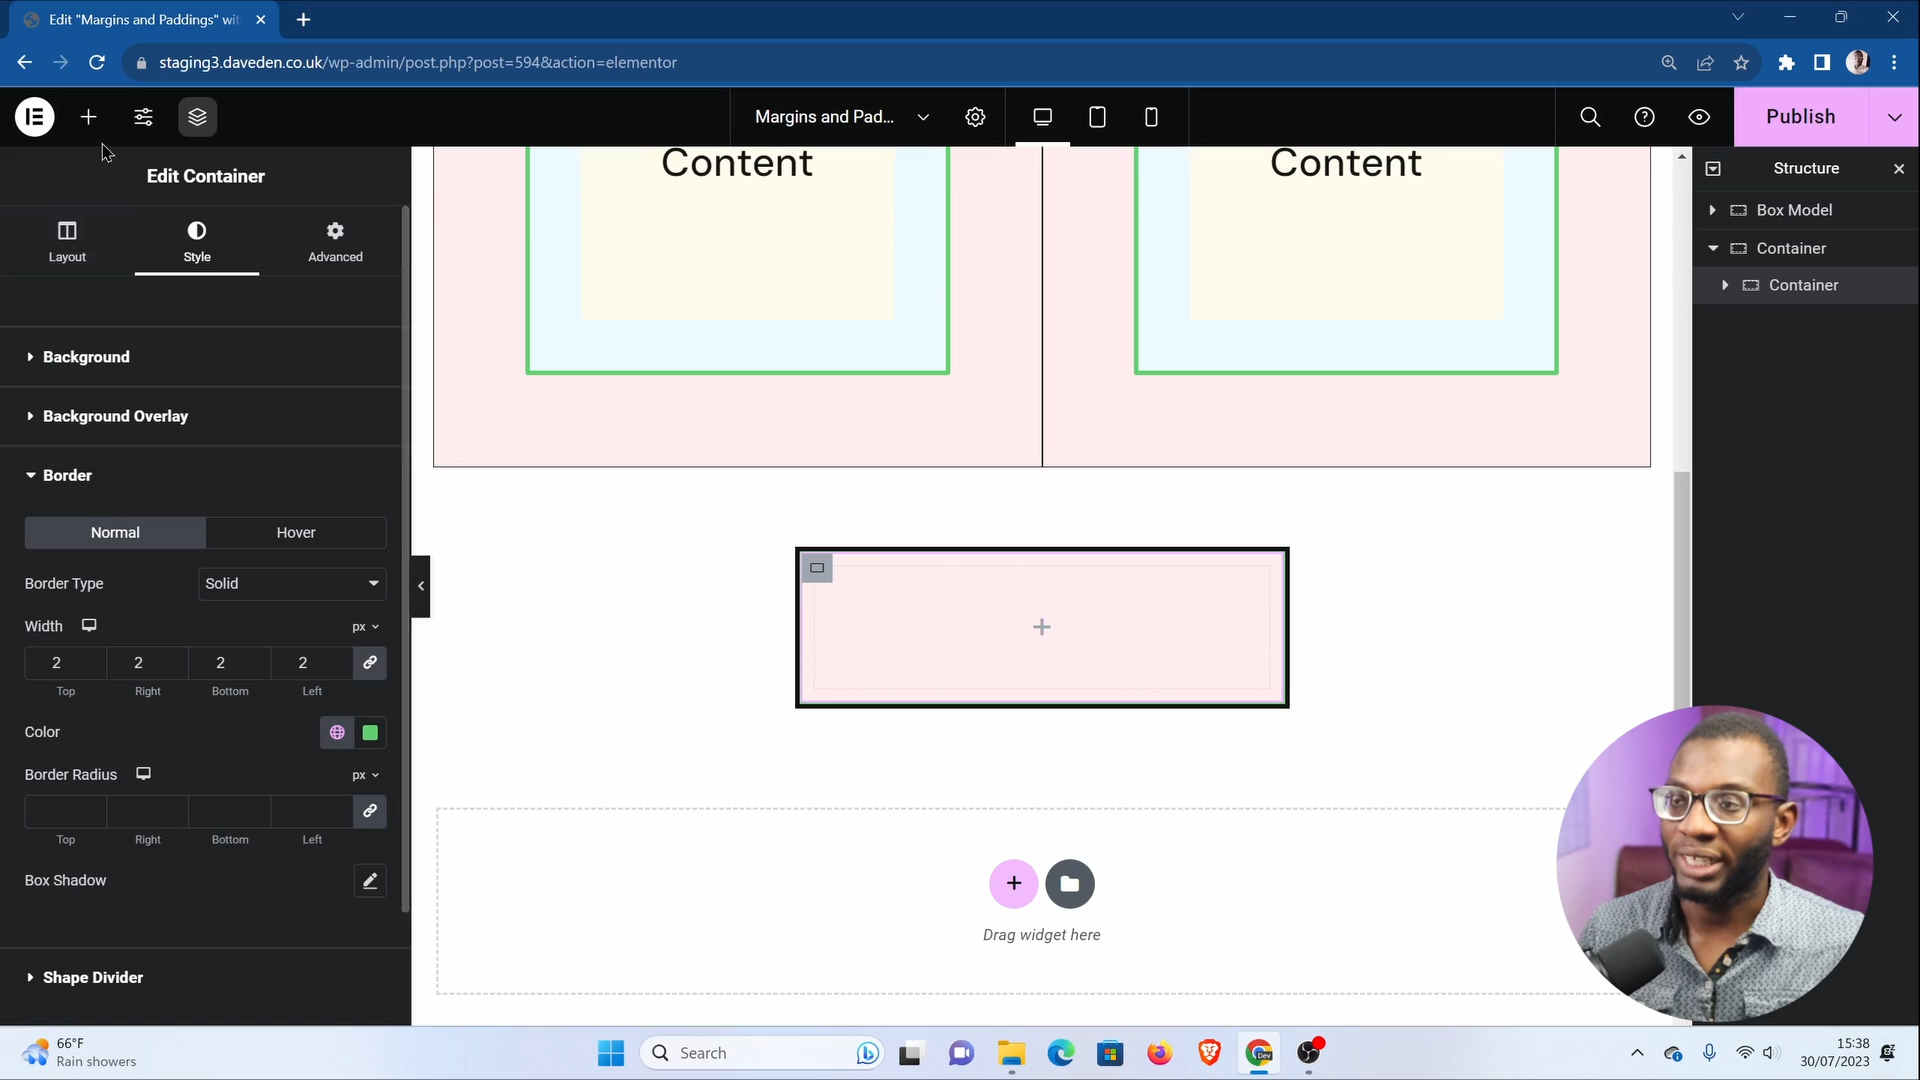 Edit "Margins and Paddings" wit
staging3.daveden.co.uk/wp-admin/post.php?post=594&action=elementor
Margins and Pad...
Publish
Edit Container
Layout
Style
Advanced
Background
Background Overlay
Border
Normal
Hover
Border Type
Solid
Width
px
2
2
2
2
Top
Right
Bottom
Left
Color
Border Radius
px
Top
Right
Bottom
Left
Box Shadow
Shape Divider
Content
Content
Drag widget here
Structure
Box Model
Container
Container
66°F
Rain showers
Search
Dev
15:38
30/07/2023